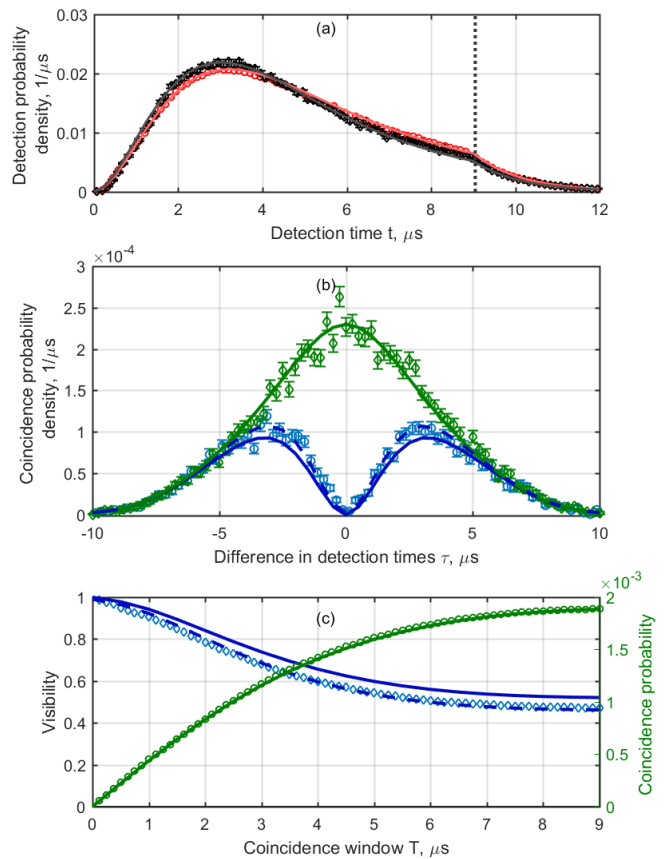 (a)
Detection probability
density, 1/μs
0.03
0.02
0.01
0
0 2 4 6 8 10 12
Detection time t, μs
×10⁻⁴
(b)
Coincidence probability
density, 1/μs
3
2.5
2
1.5
1
0.5
0
-10 -5 0 5 10
Difference in detection times τ, μs
×10⁻³
(c)
Visibility
1
0.8
0.6
0.4
0.2
0
Coincidence probability
2
1.5
1
0.5
0
0 1 2 3 4 5 6 7 8 9
Coincidence window T, μs